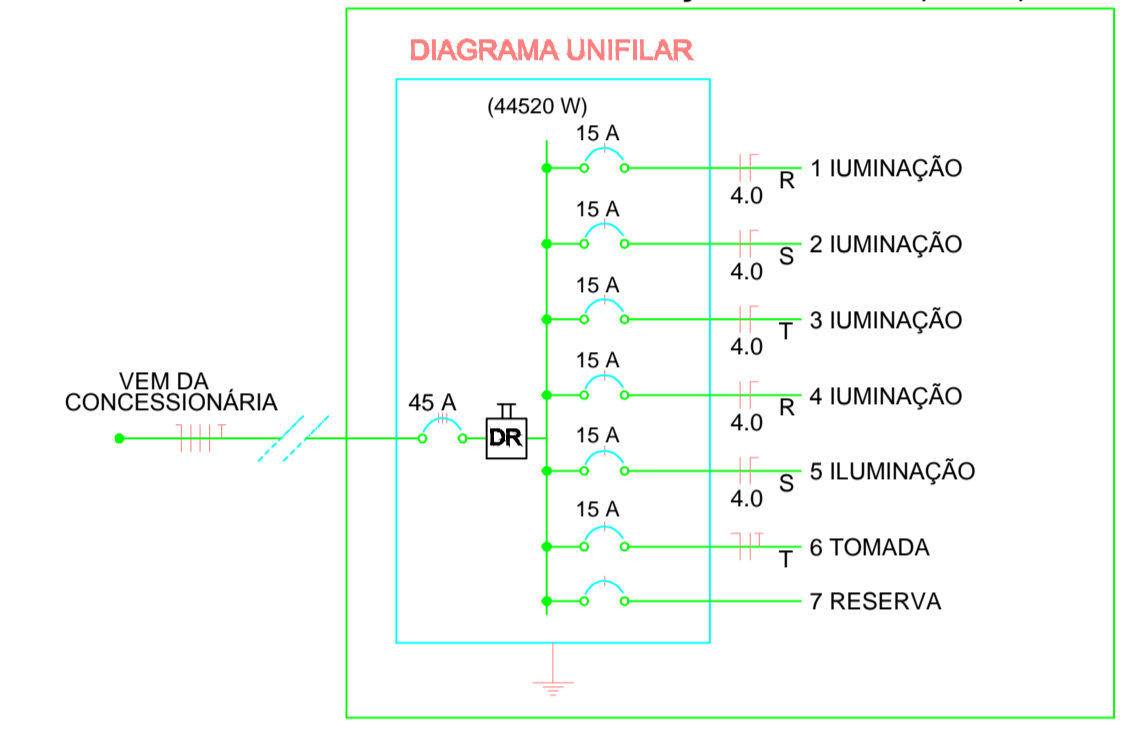 DIAGRAMA UNIFILAR
(44520 W)
15 A
4.0 R 1 IUMINAÇÃO
15 A
4.0 S 2 IUMINAÇÃO
15 A
4.0 T 3 IUMINAÇÃO
15 A
4.0 R 4 IUMINAÇÃO
VEM DA
CONCESSIONÁRIA
45 A
DR
15 A
4.0 S 5 ILUMINAÇÃO
15 A
T 6 TOMADA
7 RESERVA